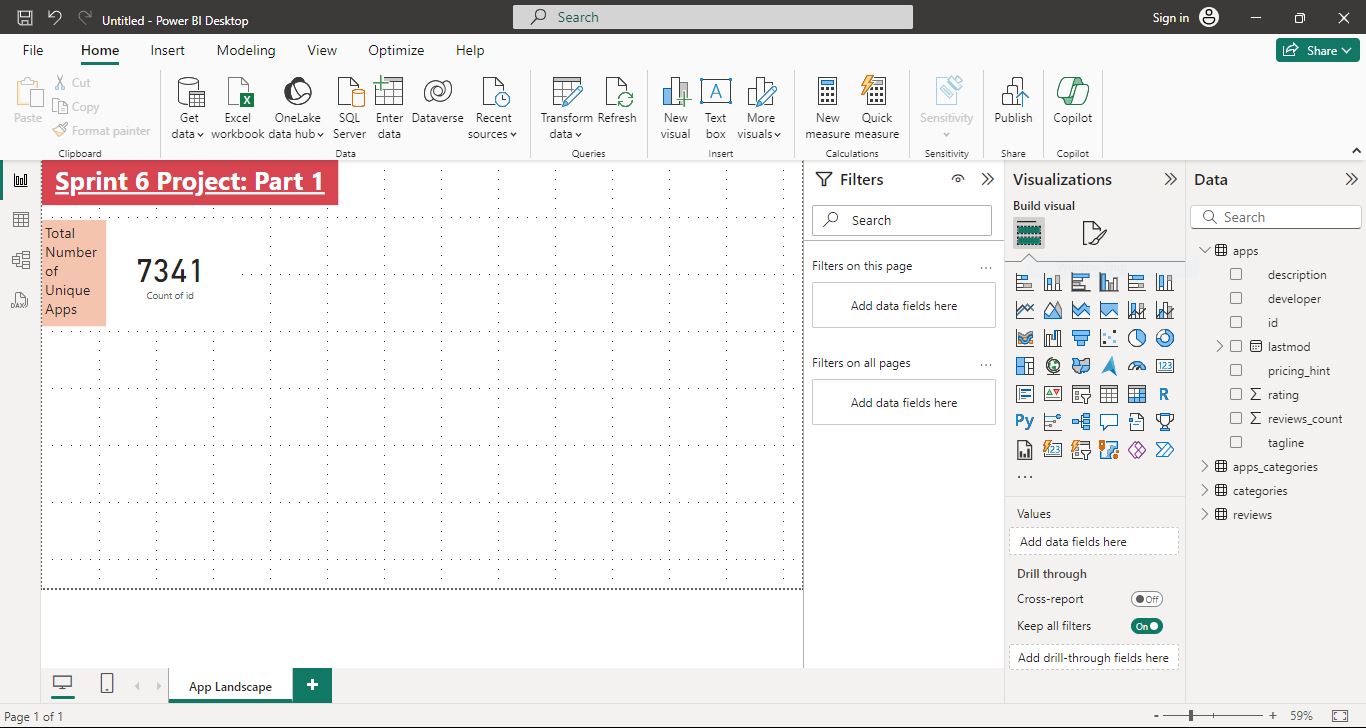 Untitled - Power BI Desktop
Search
Sign in
File Home Insert Modeling View Optimize Help
Share
Paste
Cut
Copy
Format painter
Clipboard
Get data
Excel workbook
OneLake data hub
SQL Server
Enter data
Dataverse
Recent sources
Data
Transform data
Refresh
Queries
New visual
Text box
More visuals
Insert
New measure
Quick measure
Calculations
Sensitivity
Sensitivity
Publish
Share
Copilot
Copilot
Sprint 6 Project: Part 1
Total
Number
of
Unique
Apps
7341
Count of id
Filters
Search
Filters on this page
...
Add data fields here
Filters on all pages
...
Add data fields here
Visualizations
Build visual
123
R
Py
123
...
Values
Add data fields here
Drill through
Cross-report
Off
Keep all filters
On
Add drill-through fields here
Data
Search
apps
description
developer
id
lastmod
pricing_hint
Σ rating
Σ reviews_count
tagline
apps_categories
categories
reviews
DAX
App Landscape
+
Page 1 of 1
- + 59%